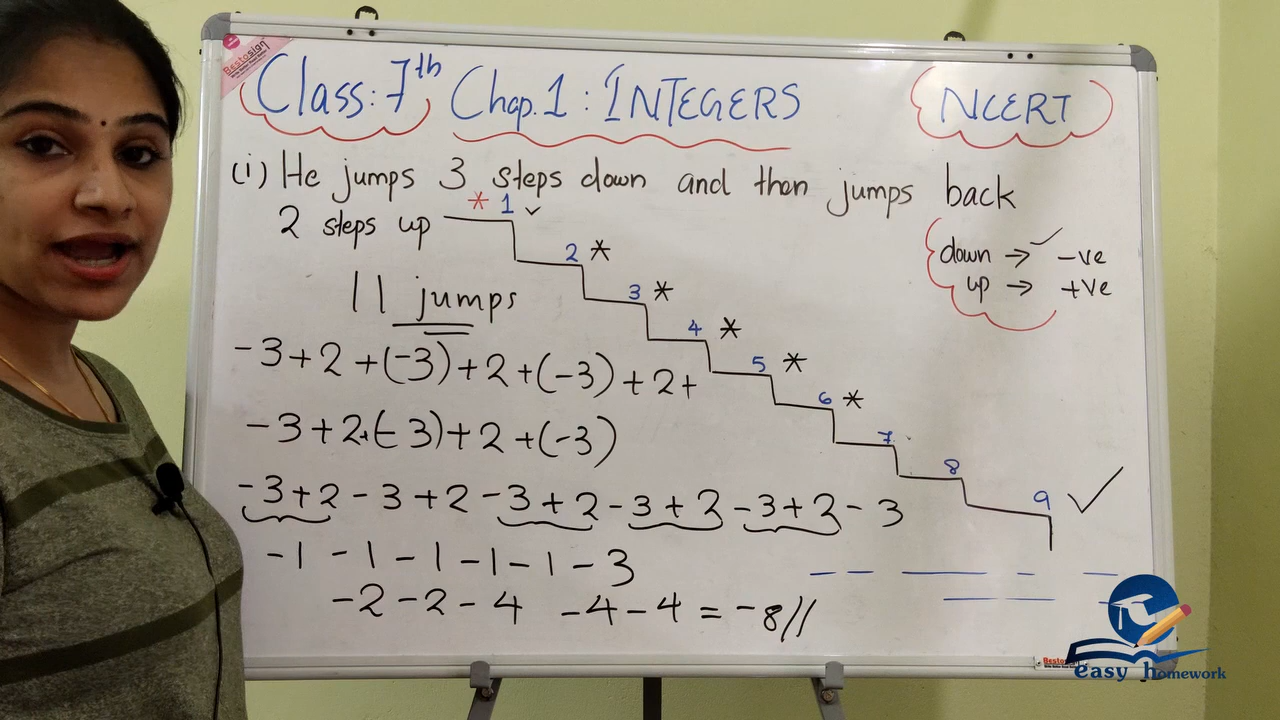 Restosign
Class: 7th Chap.1 : INTEGERS
NCERT
(i) He jumps 3 steps down and then jumps back
2 steps up
* 1 ✓
2 *
3 *
4 *
5 *
6 *
7
8
9 ✓
down → ✓ -ve
up → +ve
11 jumps
-3+2+(-3)+2+(-3)+2+
-3+2+(-3)+2+(-3)
-3+2-3+2-3+2-3+2-3+2-3
-1 -1-1-1-1-3
-2-2-4 -4-4 = -8//
easy homework